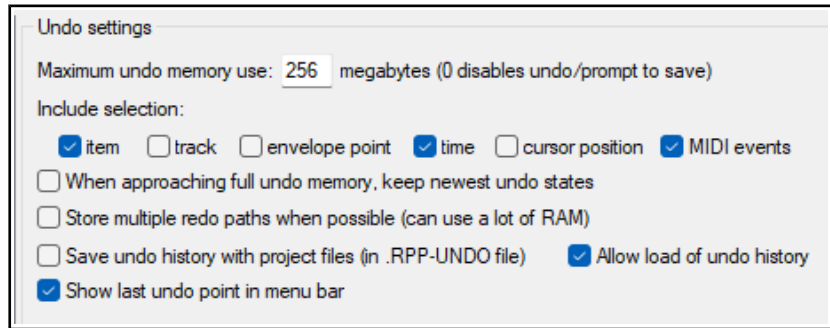 Undo settings
Maximum undo memory use: 256 megabytes (0 disables undo/prompt to save)
Include selection:
item track envelope point time cursor position MIDI events
When approaching full undo memory, keep newest undo states
Store multiple redo paths when possible (can use a lot of RAM)
Save undo history with project files (in .RPP-UNDO file) Allow load of undo history
Show last undo point in menu bar